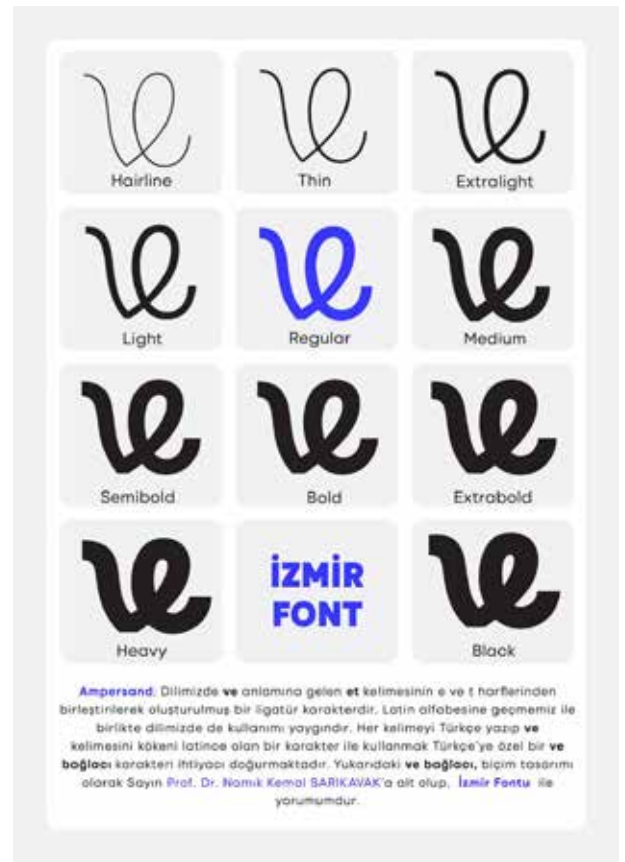 Hairline Thin Extralight
Light Regular Medium
Semibold Bold Extrabold
İZMİR
FONT
Heavy Black
Ampersand; Dilimizde ve anlamına gelen et kelimesinin e ve t harflerinden
birleştirilerek oluşturulmuş bir ligatür karakterdir. Latin alfabesine geçmemiz ile
birlikte dilimizde de kullanımı yaygındır. Her kelimeyi Türkçe yazıp ve
kelimesini kökeni latince olan bir karakter ile kullanmak Türkçe'ye özel bir ve
bağlacı karakteri ihtiyacı doğurmaktadır. Yukarıdaki ve bağlacı, biçim tasarımı
olarak Sayın Prof. Dr. Namık Kemal SARIKAVAK'a ait olup, İzmir Fontu ile
yorumumdur.